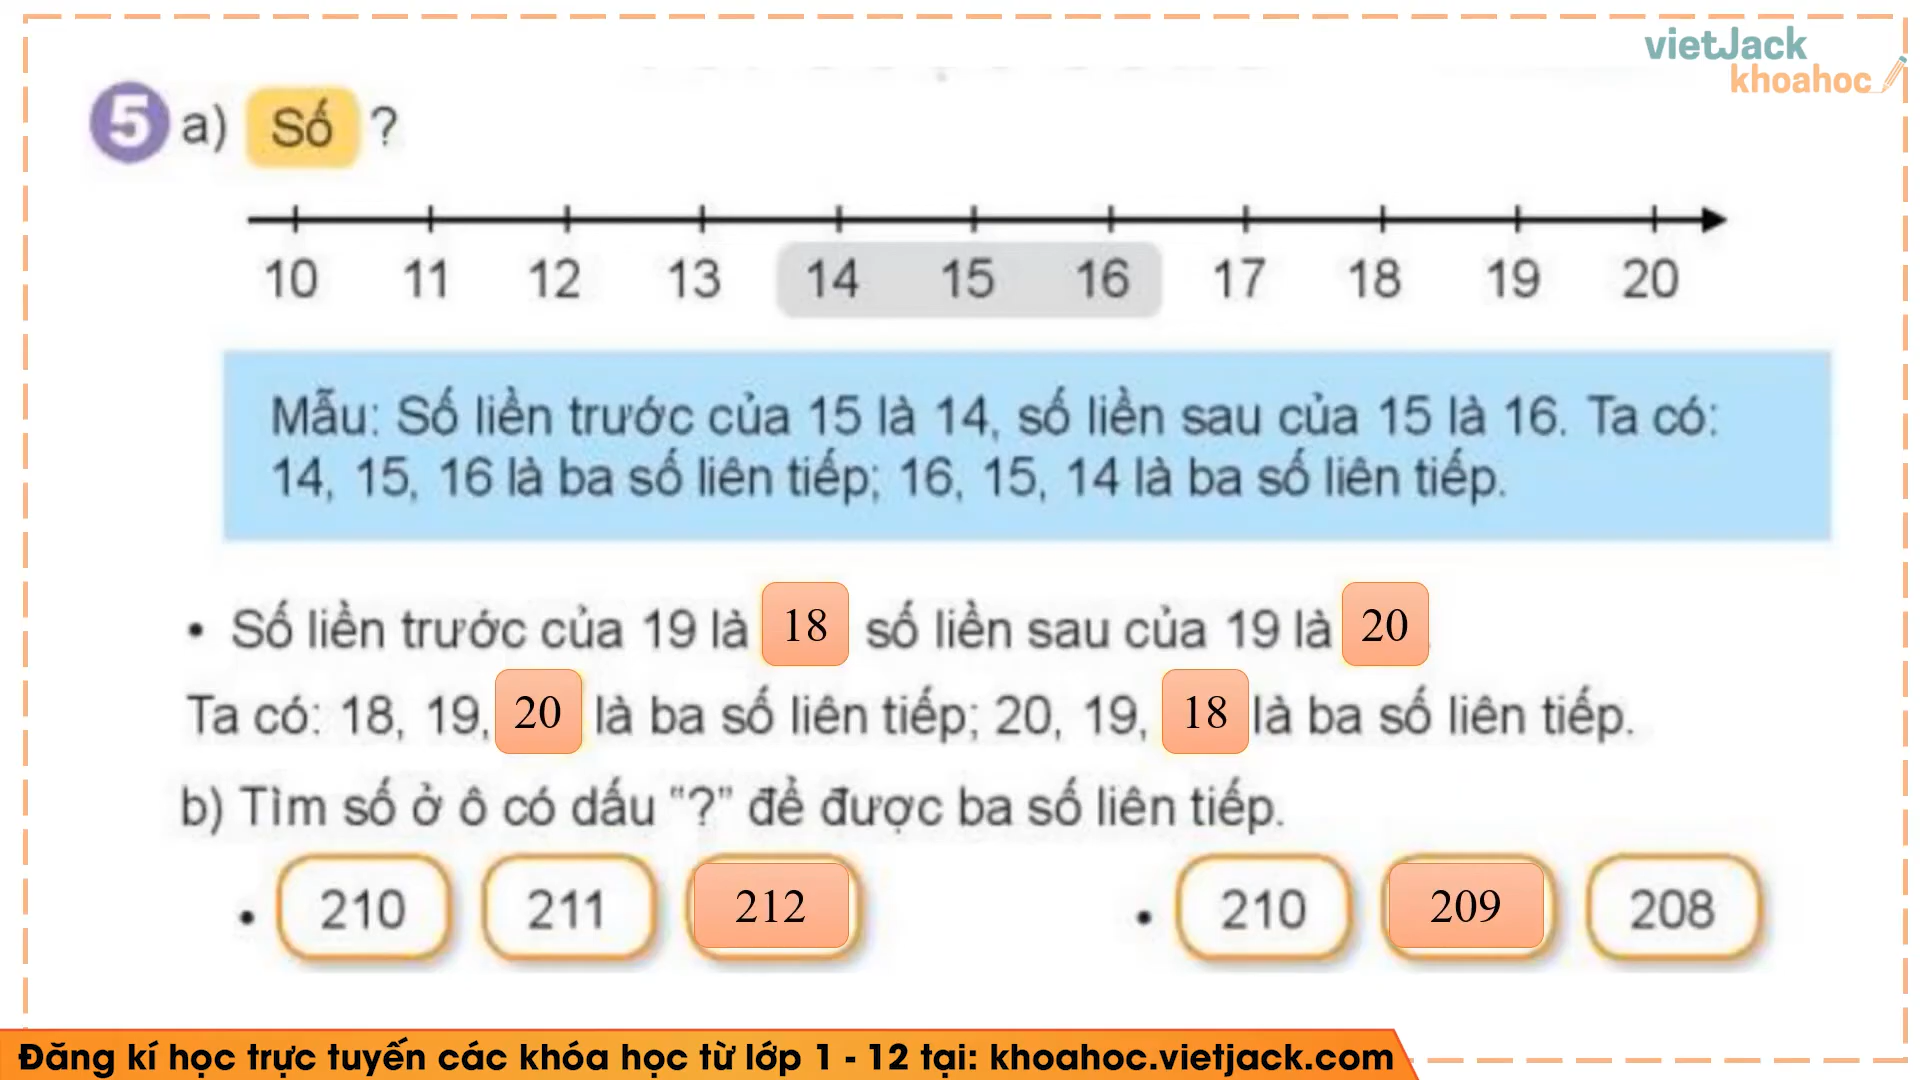 vietJack
khoahoc
5 a) Số ?
10 11 12 13 14 15 16 17 18 19 20
Mẫu: Số liền trước của 15 là 14, số liền sau của 15 là 16. Ta có:
14, 15, 16 là ba số liên tiếp; 16, 15, 14 là ba số liên tiếp.
• Số liền trước của 19 là 18 số liền sau của 19 là 20
Ta có: 18, 19, 20 là ba số liên tiếp; 20, 19, 18 là ba số liên tiếp.
b) Tìm số ở ô có dấu “?” để được ba số liên tiếp.
• 210 211 212 • 210 209 208
Đăng kí học trực tuyến các khóa học từ lớp 1 - 12 tại: khoahoc.vietjack.com